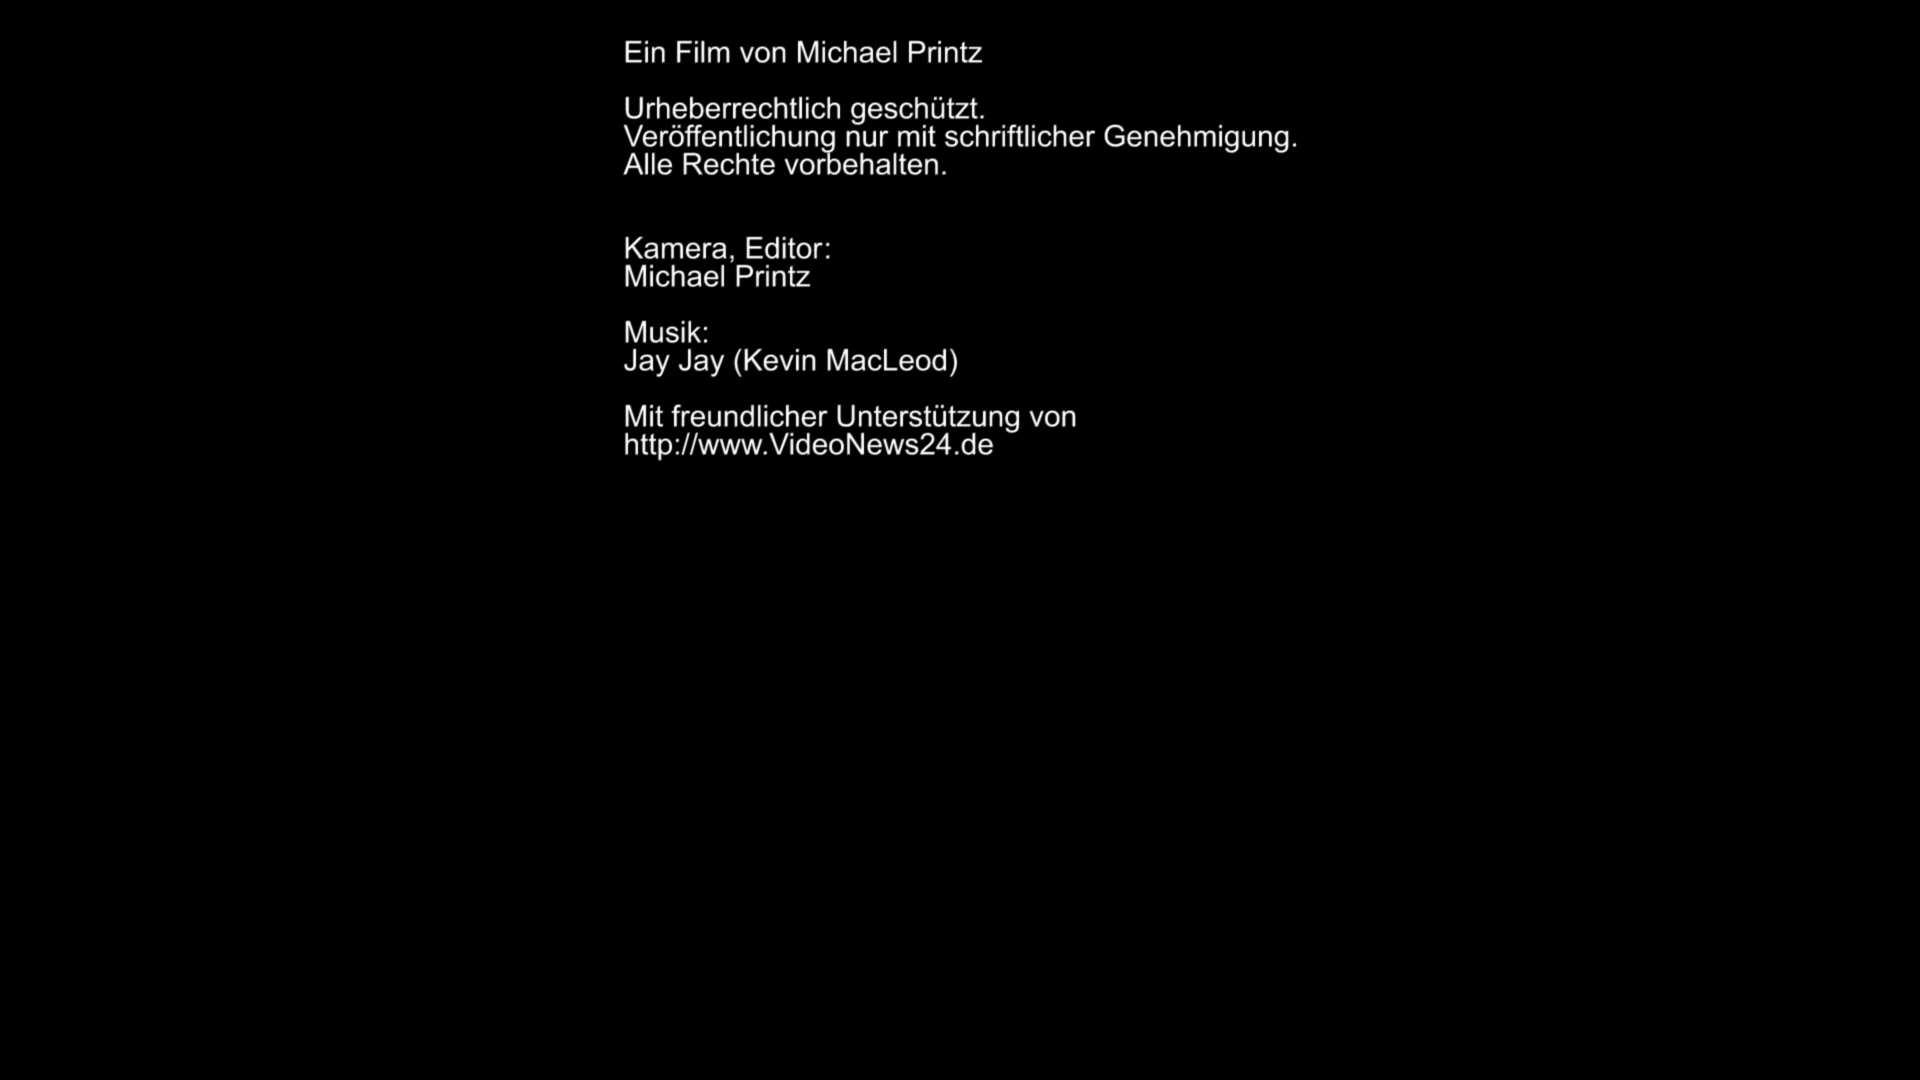 Ein Film von Michael Printz
Urheberrechtlich geschützt.
Veröffentlichung nur mit schriftlicher Genehmigung.
Alle Rechte vorbehalten.
Kamera, Editor:
Michael Printz
Musik:
Jay Jay (Kevin MacLeod)
Mit freundlicher Unterstützung von
http://www.VideoNews24.de